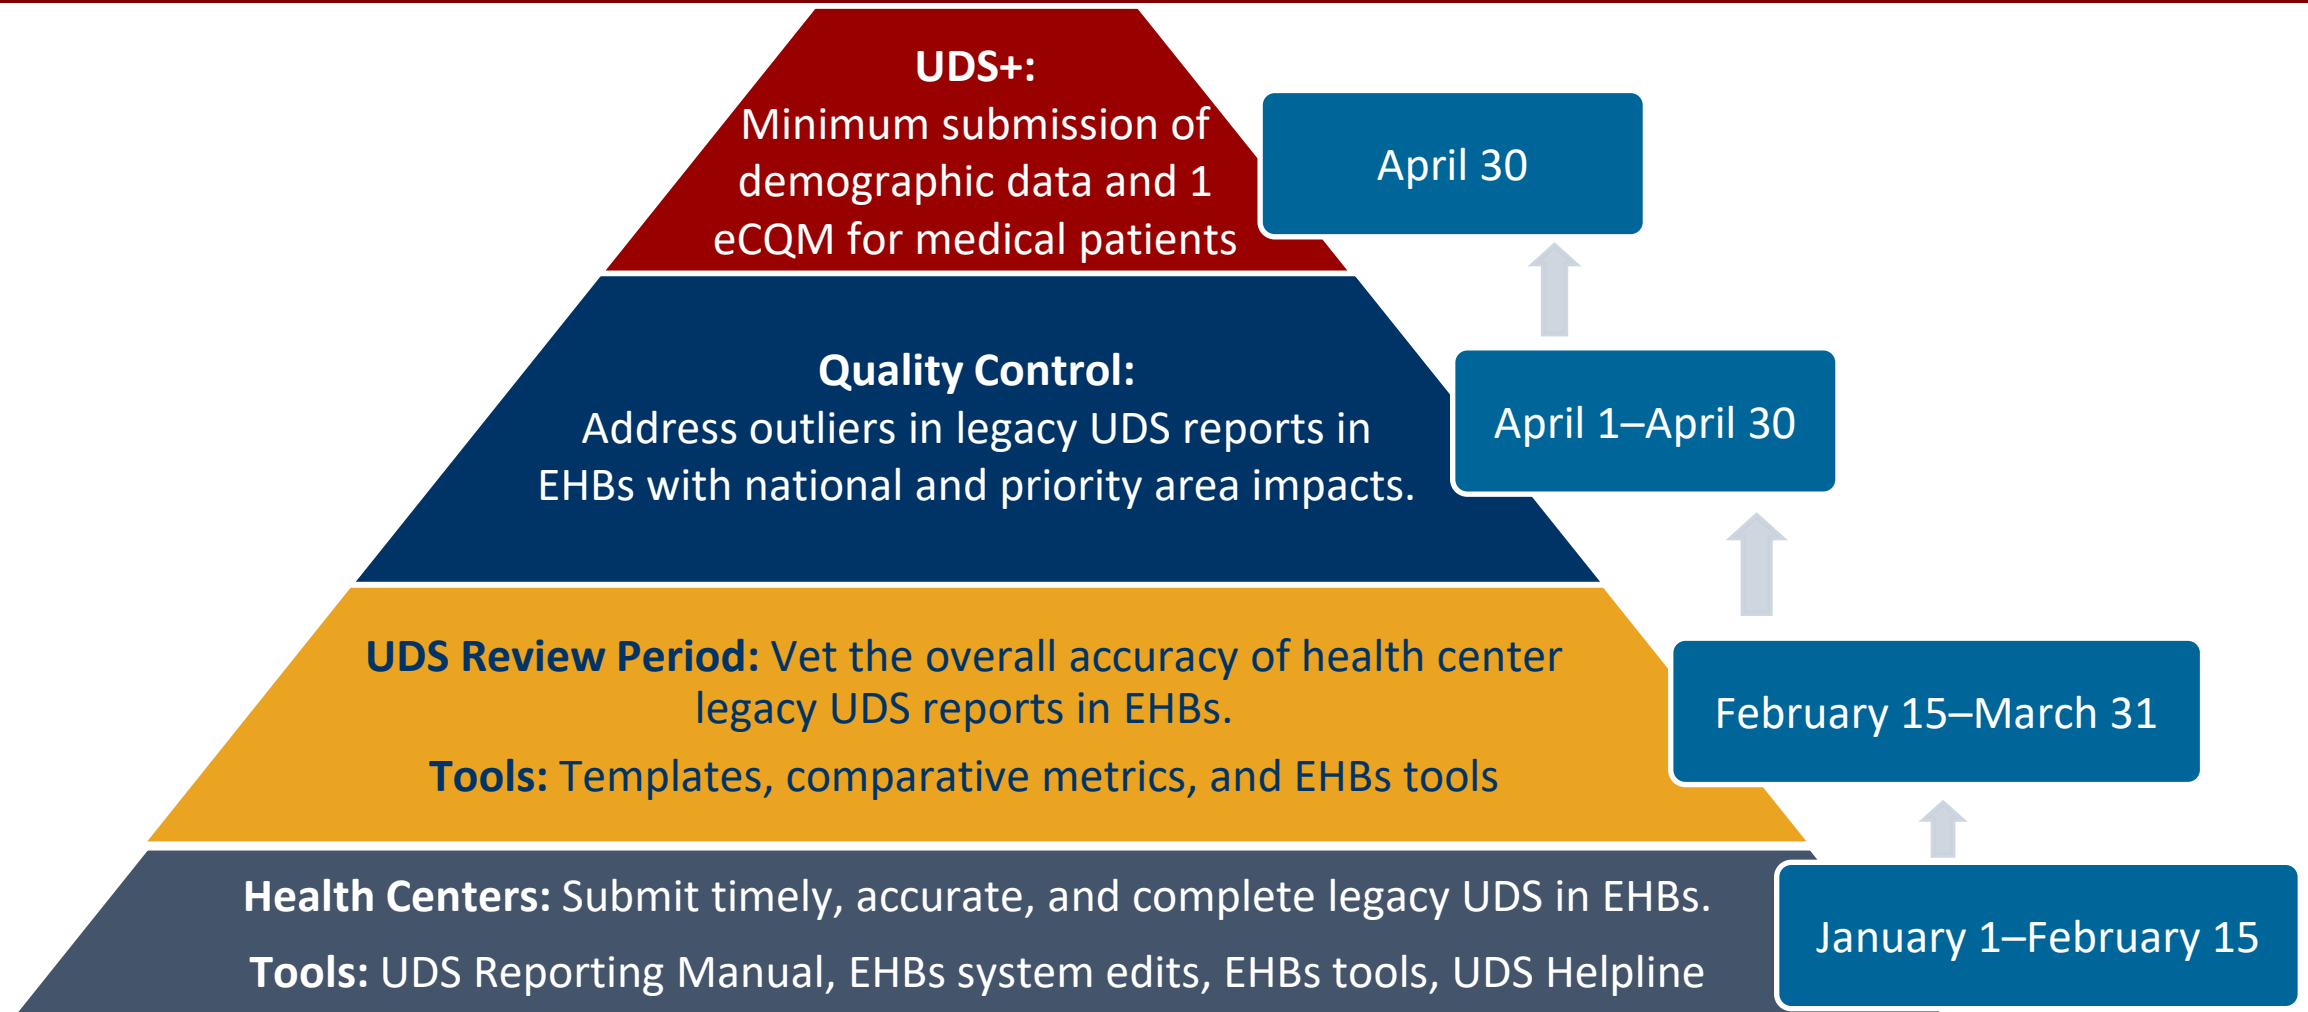 UDS+:
Minimum submission of
demographic data and 1
eCQM for medical patients
April 30
Quality Control:
Address outliers in legacy UDS reports in
EHBs with national and priority area impacts.
April 1–April 30
UDS Review Period: Vet the overall accuracy of health center
legacy UDS reports in EHBs.
Tools: Templates, comparative metrics, and EHBs tools
February 15–March 31
Health Centers: Submit timely, accurate, and complete legacy UDS in EHBs.
Tools: UDS Reporting Manual, EHBs system edits, EHBs tools, UDS Helpline
January 1–February 15